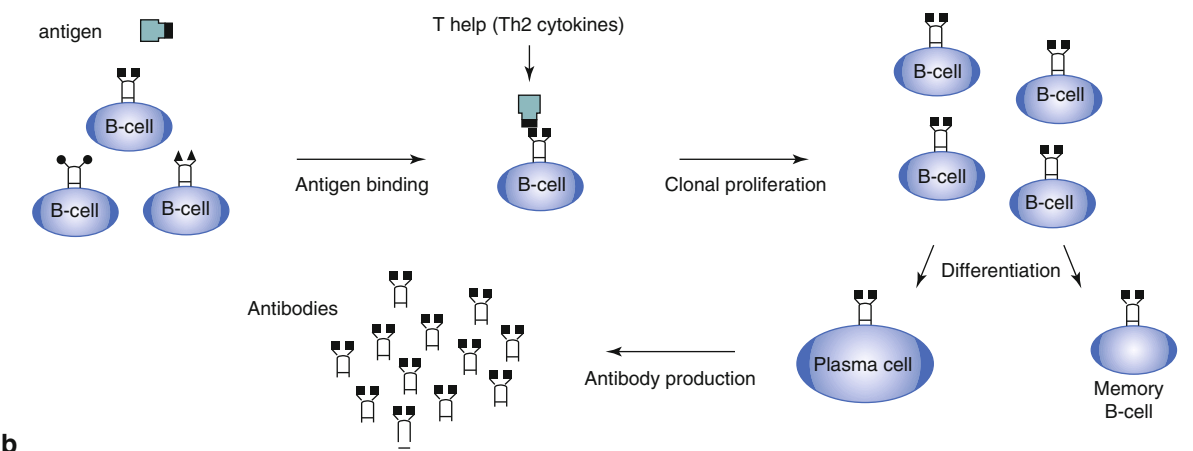 antigen
T help (Th2 cytokines)
B-cell
B-cell
B-cell
Antigen binding
B-cell
Clonal proliferation
B-cell
B-cell
B-cell
B-cell
Differentiation
Antibodies
Antibody production
Plasma cell
Memory
B-cell
b